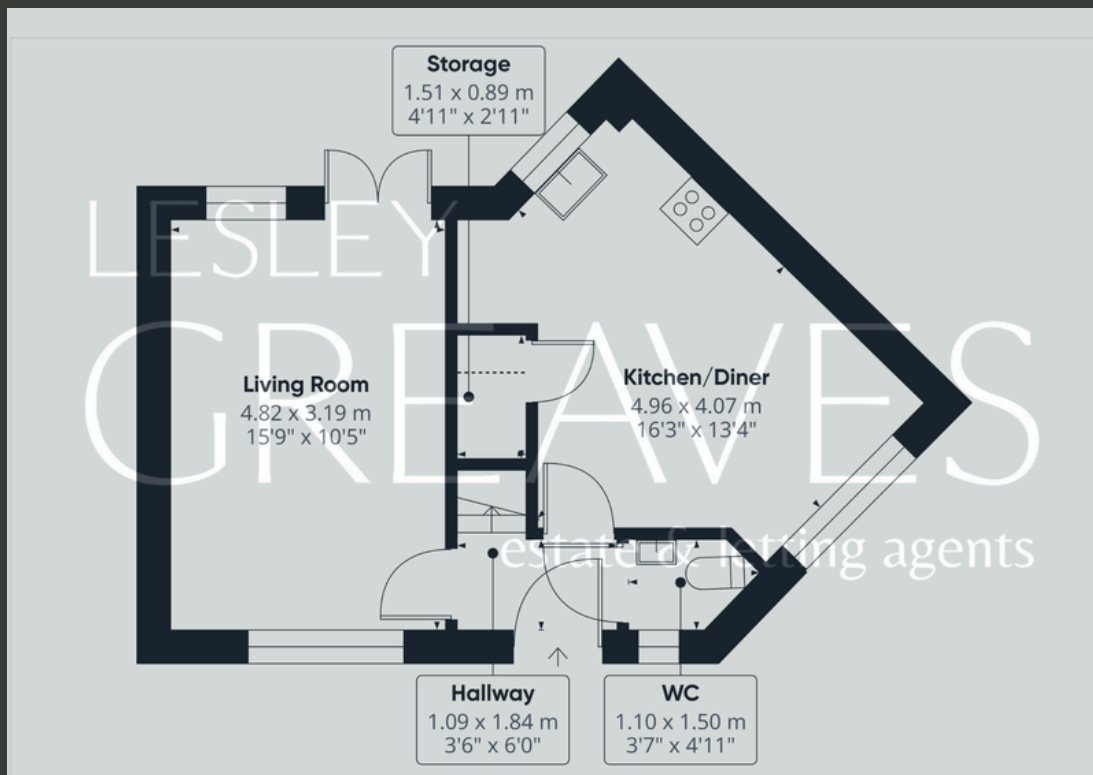 Storage
1.51 x 0.89 m
4'11" x 2'11"
LESLEY
GREAVES
estate & letting agents
Living Room
4.82 x 3.19 m
15'9" x 10'5"
Kitchen/Diner
4.96 x 4.07 m
16'3" x 13'4"
Hallway
1.09 x 1.84 m
3'6" x 6'0"
WC
1.10 x 1.50 m
3'7" x 4'11"